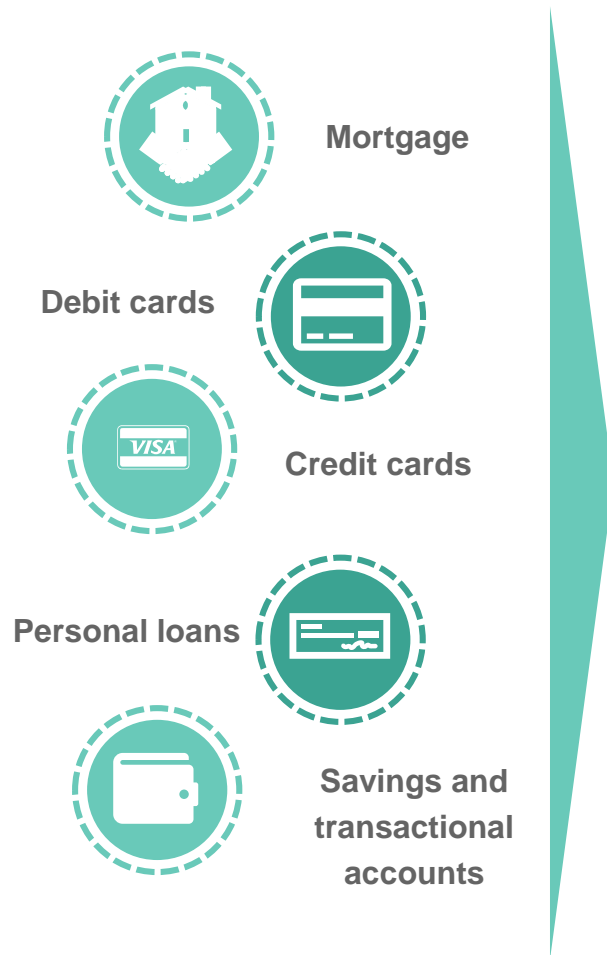 Mortgage
Debit cards
VISA
Credit cards
Personal loans
Savings and
transactional
accounts